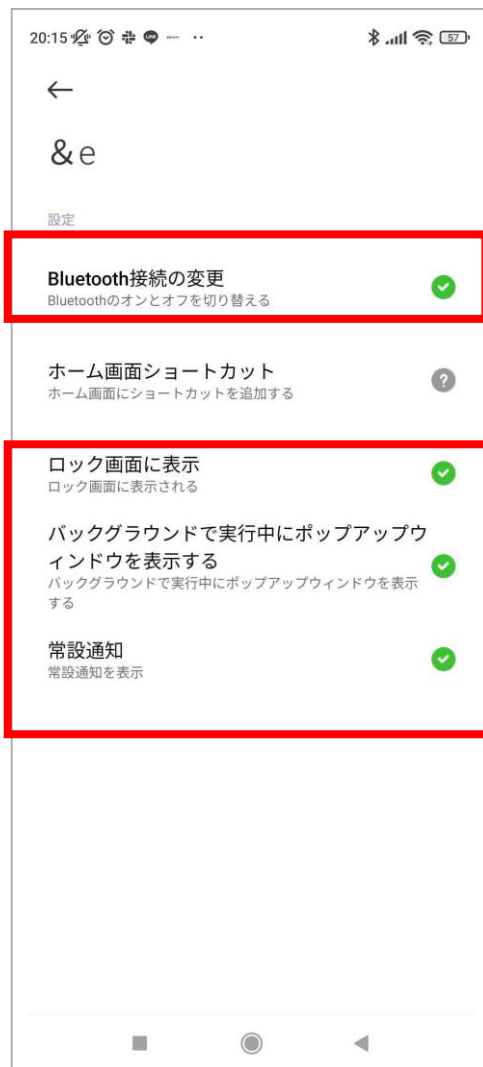 20:15
57
&e
設定
Bluetooth接続の変更
Bluetoothのオンとオフを切り替える
ホーム画面ショートカット
ホーム画面にショートカットを追加する
?
ロック画面に表示
ロック画面に表示される
バックグラウンドで実行中にポップアップウ
ィンドウを表示する
バックグラウンドで実行中にポップアップウィンドウを表示
する
常設通知
常設通知を表示